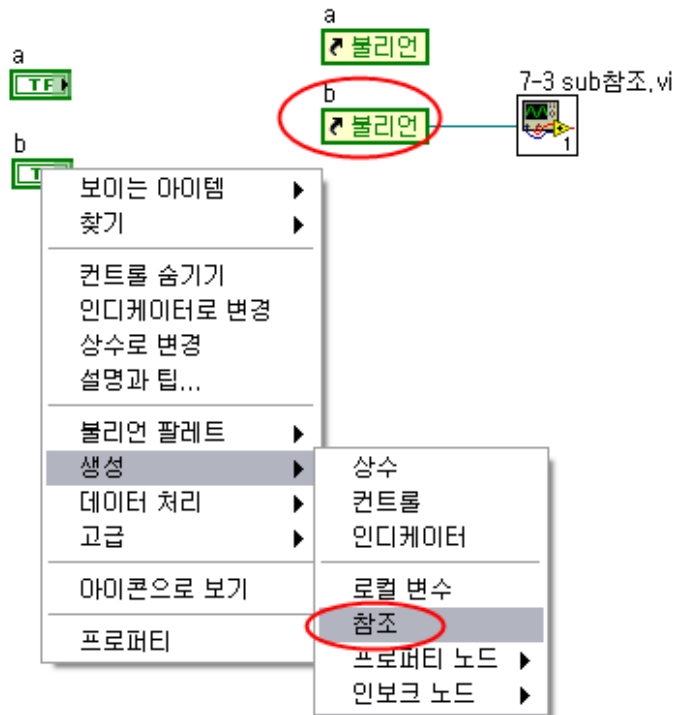 a
불리언
a
TF
7-3 sub참조.vi
b
불리언
1
b
보이는 아이템
찾기
컨트롤 숨기기
인디케이터로 변경
상수로 변경
설명과 팁...
불리언 팔레트
생성
데이터 처리
고급
아이콘으로 보기
프로퍼티
상수
컨트롤
인디케이터
로컬 변수
참조
프로퍼티 노드
인보크 노드